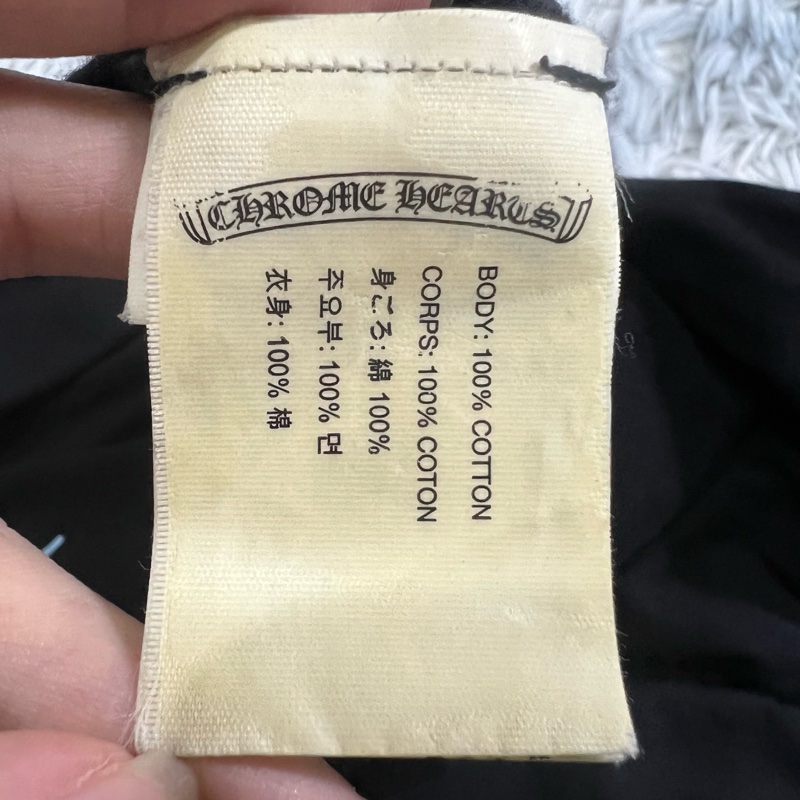 CHROME HEARTS
BODY: 100% COTTON
CORPS: 100% COTON
身ごろ: 綿 100%
주요부: 100% 면
衣身: 100% 棉